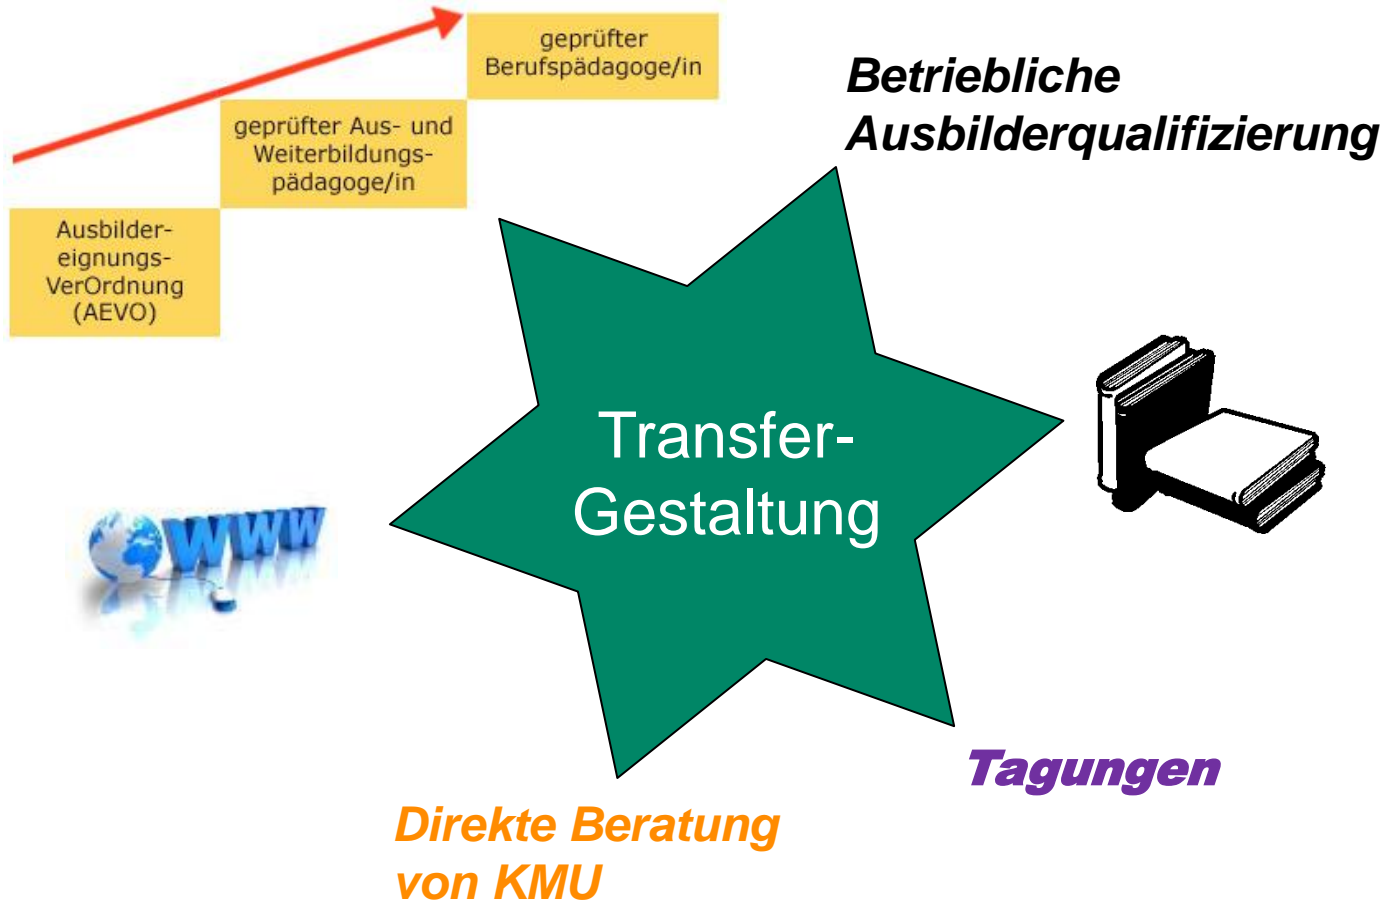 geprüfter
Berufspädagoge/in
geprüfter Aus- und
Weiterbildungs-
pädagoge/in
Ausbilder-
eignungs-
VerOrdnung
(AEVO)
Betriebliche
Ausbilderqualifizierung
Transfer-
Gestaltung
WWW
Tagungen
Direkte Beratung
von KMU